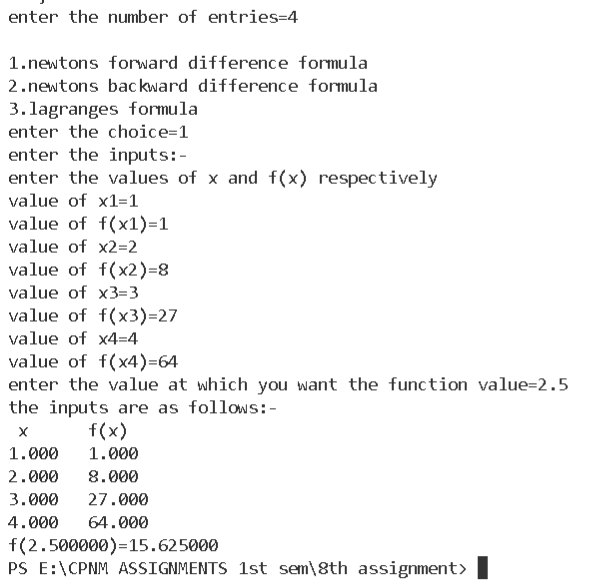 enter the number of entries=4
1.newtons forward difference formula
2.newtons backward difference formula
3.lagranges formula
enter the choice=1
enter the inputs:-
enter the values of x and f(x) respectively
value of x1=1
value of f(x1)=1
value of x2=2
value of f(x2)=8
value of x3=3
value of f(x3)=27
value of x4=4
value of f(x4)=64
enter the value at which you want the function value=2.5
the inputs are as follows:-
x f(x)
1.000 1.000
2.000 8.000
3.000 27.000
4.000 64.000
f(2.500000)=15.625000
PS E:\CPNM ASSIGNMENTS 1st sem\8th assignment>